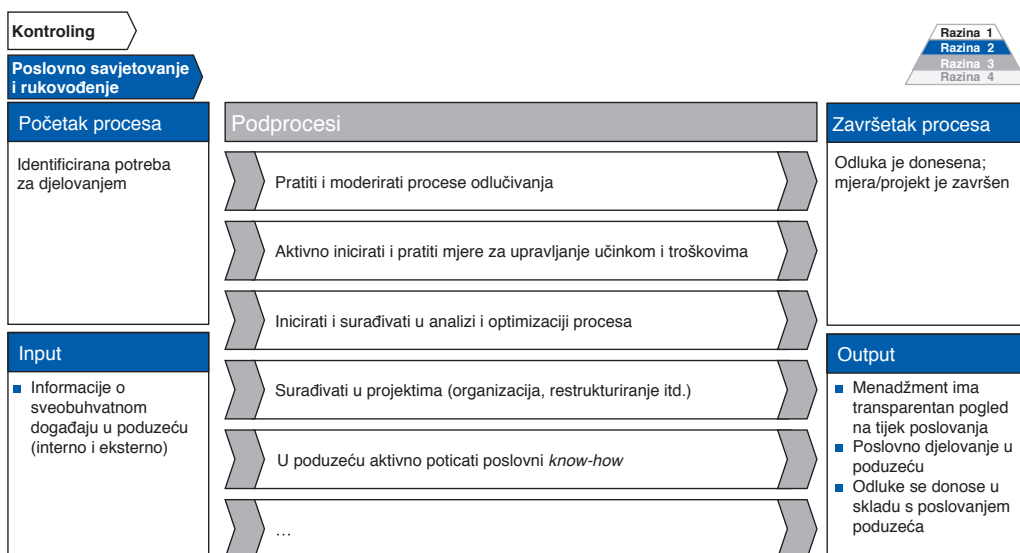 Kontroling
Poslovno savjetovanje
i rukovođenje
Razina 1
Razina 2
Razina 3
Razina 4
Početak procesa
Identificirana potreba
za djelovanjem
Input
Informacije o
sveobuhvatnom
događaju u poduzeću
(interno i eksterno)
Podprocesi
Pratiti i moderirati procese odlučivanja
Aktivno inicirati i pratiti mjere za upravljanje učinkom i troškovima
Inicirati i surađivati u analizi i optimizaciji procesa
Surađivati u projektima (organizacija, restrukturiranje itd.)
U poduzeću aktivno poticati poslovni know-how
…
Završetak procesa
Odluka je donesena;
mjera/projekt je završen
Output
Menadžment ima
transparentan pogled
na tijek poslovanja
Poslovno djelovanje u
poduzeću
Odluke se donose u
skladu s poslovanjem
poduzeća